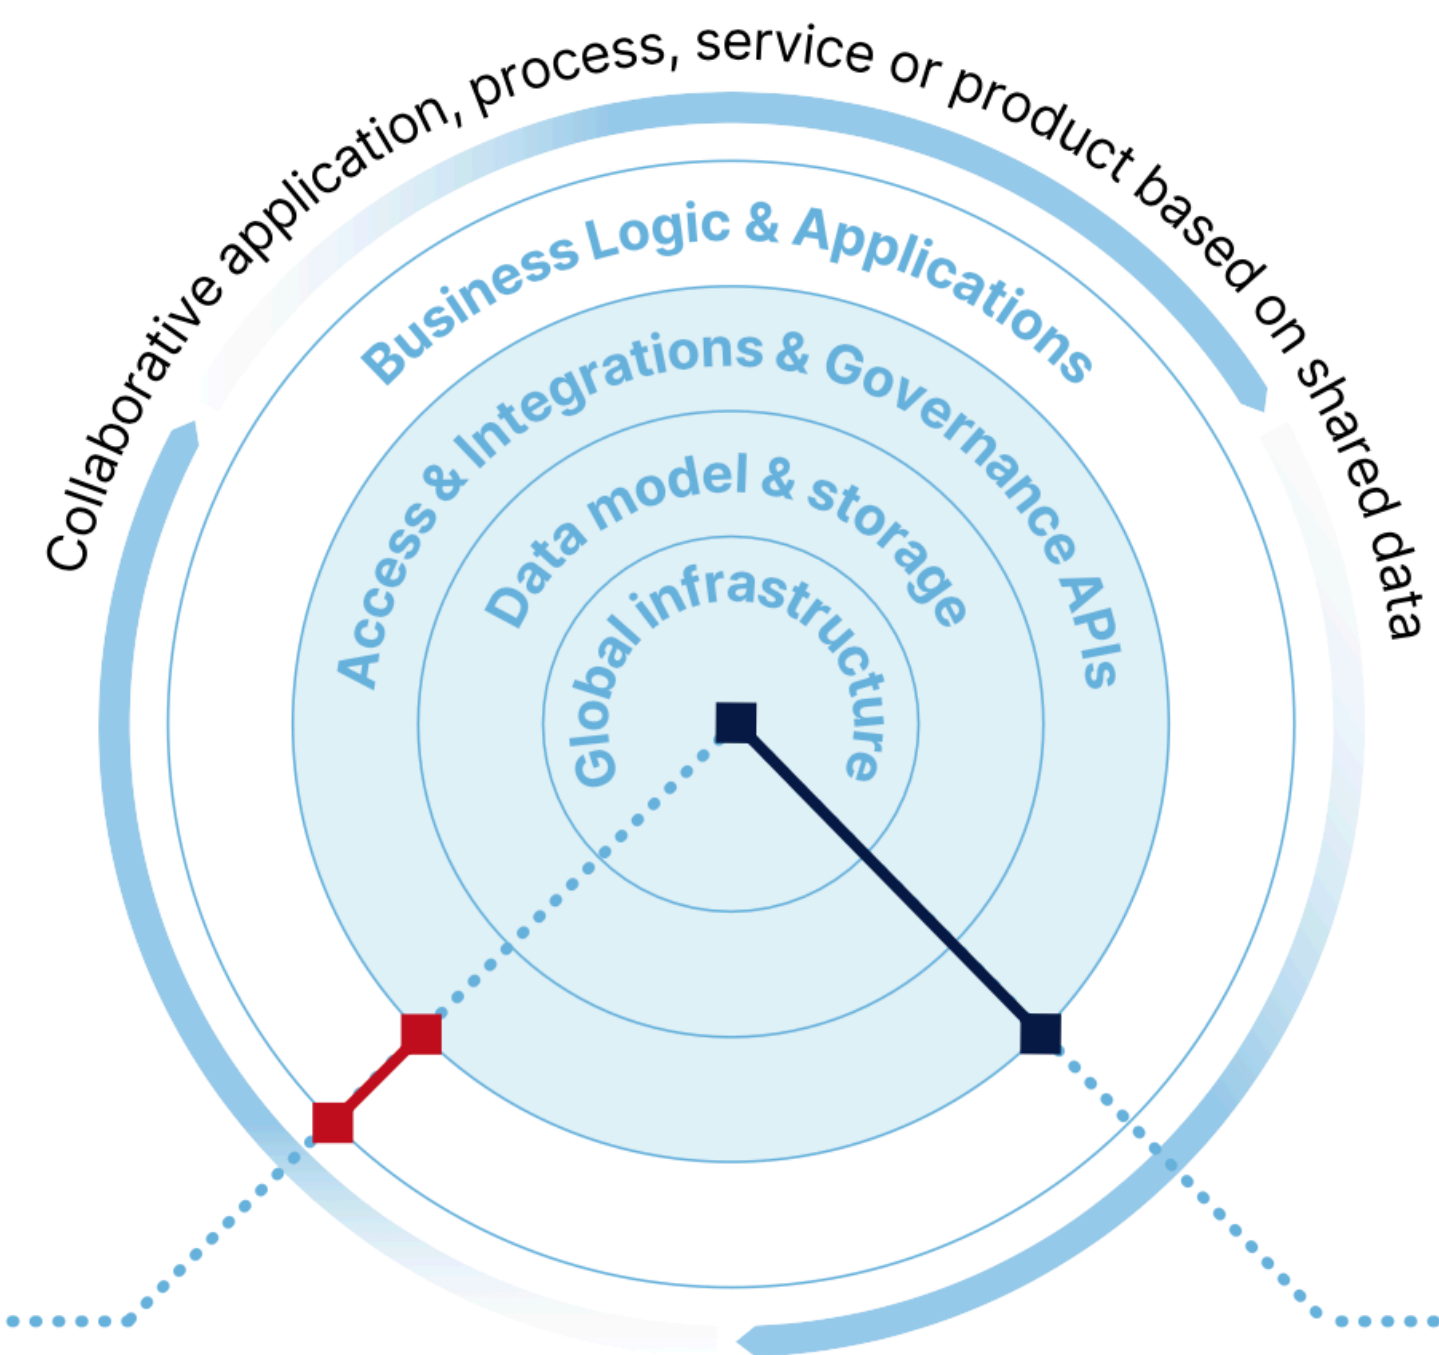 Collaborative application, process, service or product based on shared data
Business Logic & Applications
Access & Integrations & Governance APIs
Data model & storage
Global infrastructure